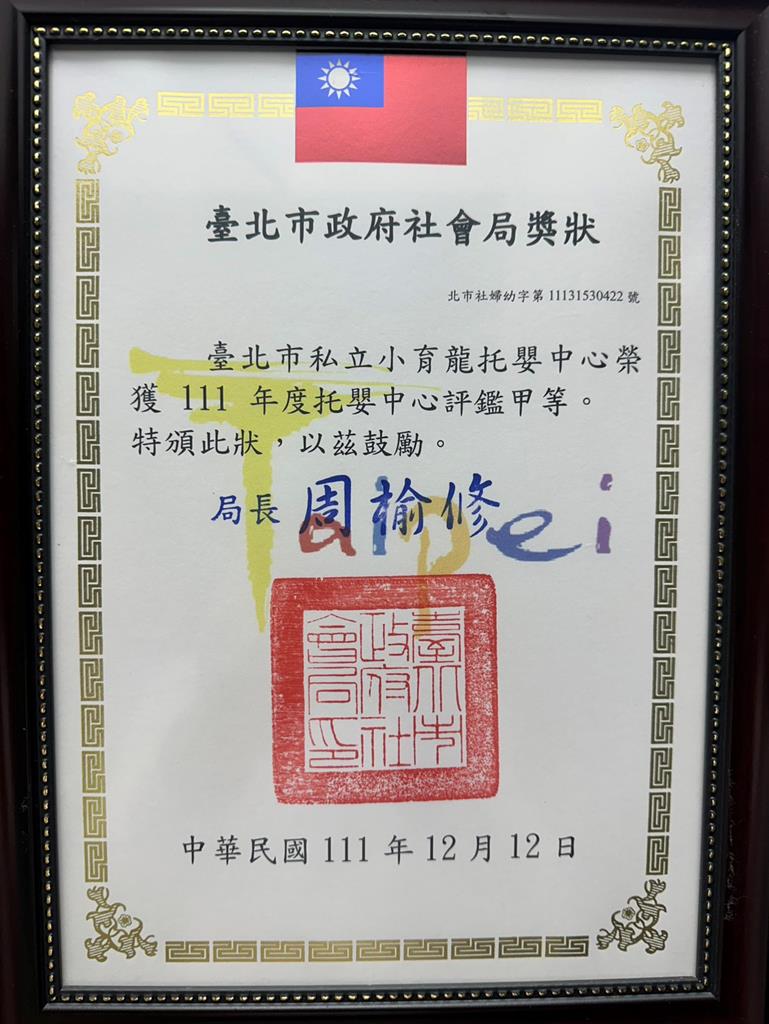 臺北市政府社會局獎狀
北市社婦幼字第 11131530422 號
臺北市私立小育龍托嬰中心榮
獲 111 年度托嬰中心評鑑甲等。
特頒此狀,以茲鼓勵。
局長 周榆修
Taipei
臺北市政府社會局印
中華民國 111 年 12 月 12 日